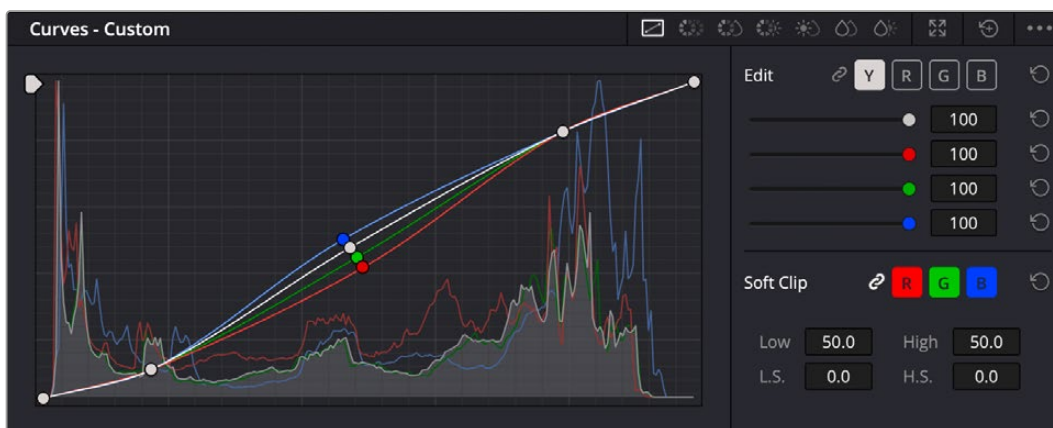 Curves - Custom
Edit Y R G B
100
100
100
100
Soft Clip R G B
Low 50.0 High 50.0
L.S. 0.0 H.S. 0.0